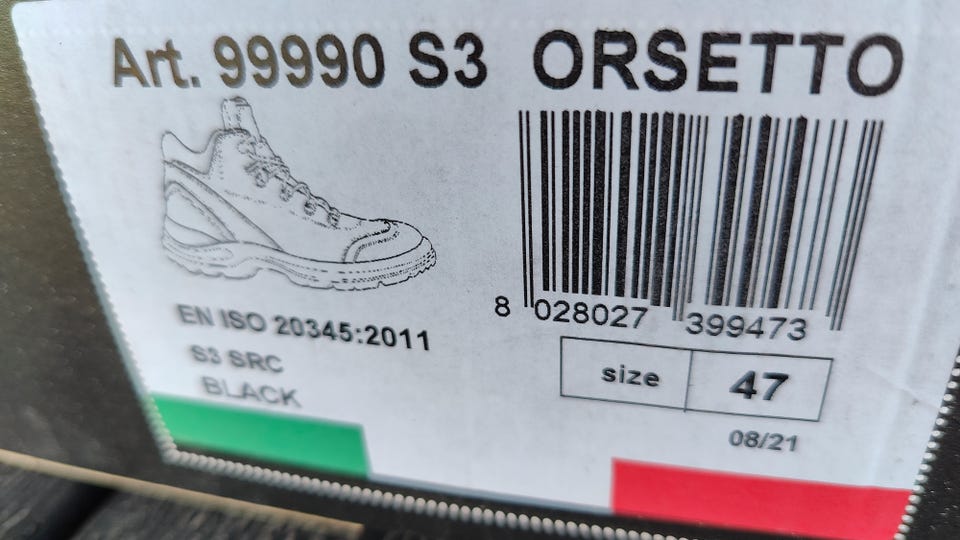 Art. 99990 S3 ORSETTO
8 028027 399473
EN ISO 20345:2011
S3 SRC
BLACK
size 47
08/21